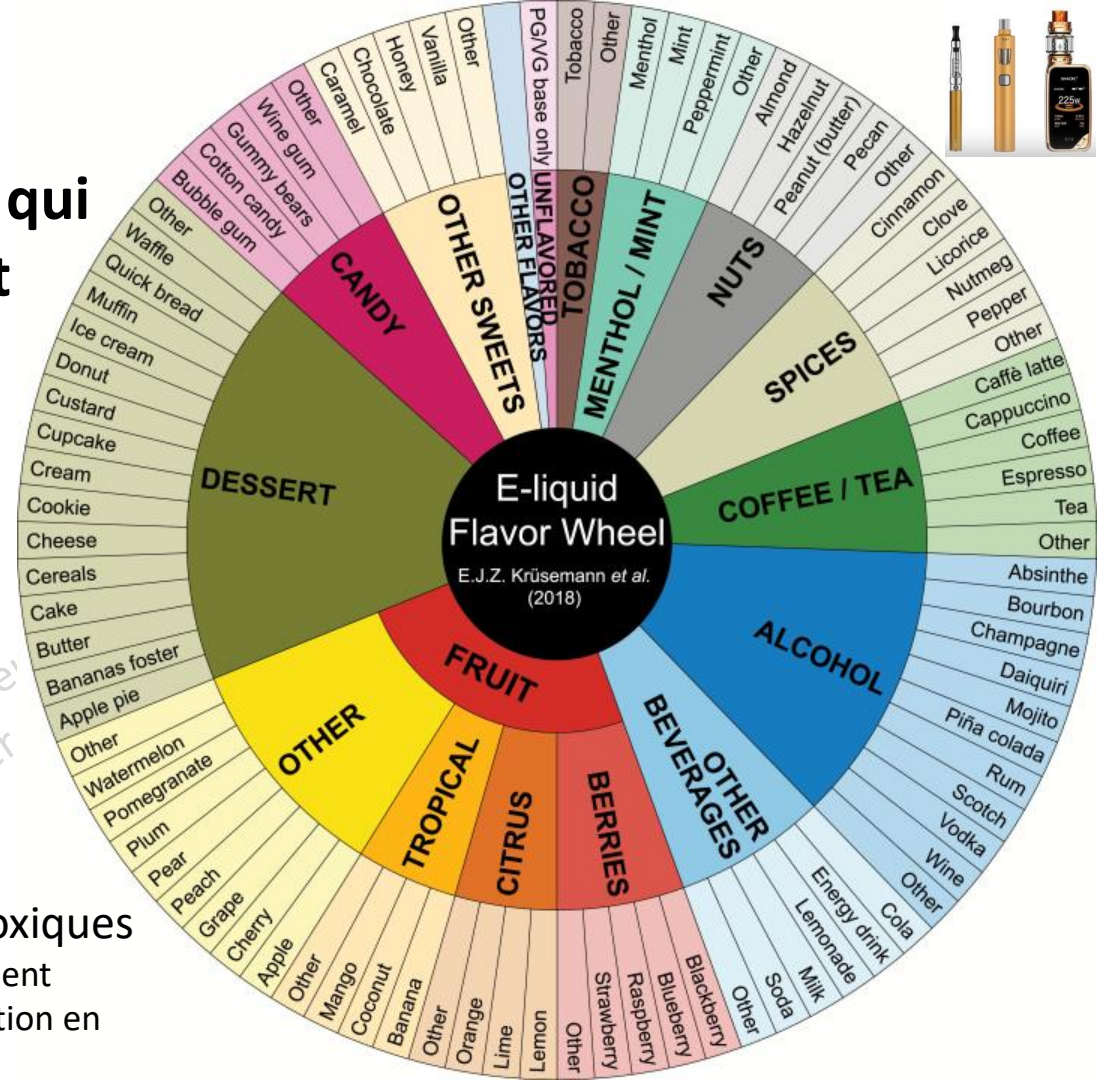 qui
t
oxiques
ent
tion en
E-liquid
Flavor Wheel
E.J.Z. Krüsemann et al.
(2018)
TOBACCO
Tobacco
Other
MENTHOL / MINT
Menthol
Mint
Peppermint
Other
NUTS
Almond
Hazelnut
Peanut (butter)
Pecan
Other
SPICES
Cinnamon
Clove
Licorice
Nutmeg
Pepper
Other
COFFEE / TEA
Caffè latte
Cappuccino
Coffee
Espresso
Tea
Other
ALCOHOL
Absinthe
Bourbon
Champagne
Daiquiri
Mojito
Piña colada
Rum
Scotch
Vodka
Wine
Other
OTHER
BEVERAGES
Cola
Energy drink
Lemonade
Milk
Soda
Other
FRUIT
BERRIES
Blackberry
Blueberry
Raspberry
Strawberry
Other
CITRUS
Lemon
Lime
Orange
Other
TROPICAL
Banana
Coconut
Mango
Other
OTHER
Apple
Cherry
Grape
Peach
Pear
Plum
Pomegranate
Watermelon
Other
DESSERT
Apple pie
Bananas foster
Butter
Cake
Cereals
Cheese
Cookie
Cream
Cupcake
Custard
Donut
Ice cream
Muffin
Quick bread
Waffle
Other
CANDY
Bubble gum
Cotton candy
Gummy bears
Wine gum
Other
OTHER SWEETS
Caramel
Chocolate
Honey
Vanilla
Other
OTHER FLAVORS
UNFLAVORED
PG/VG base only
225w